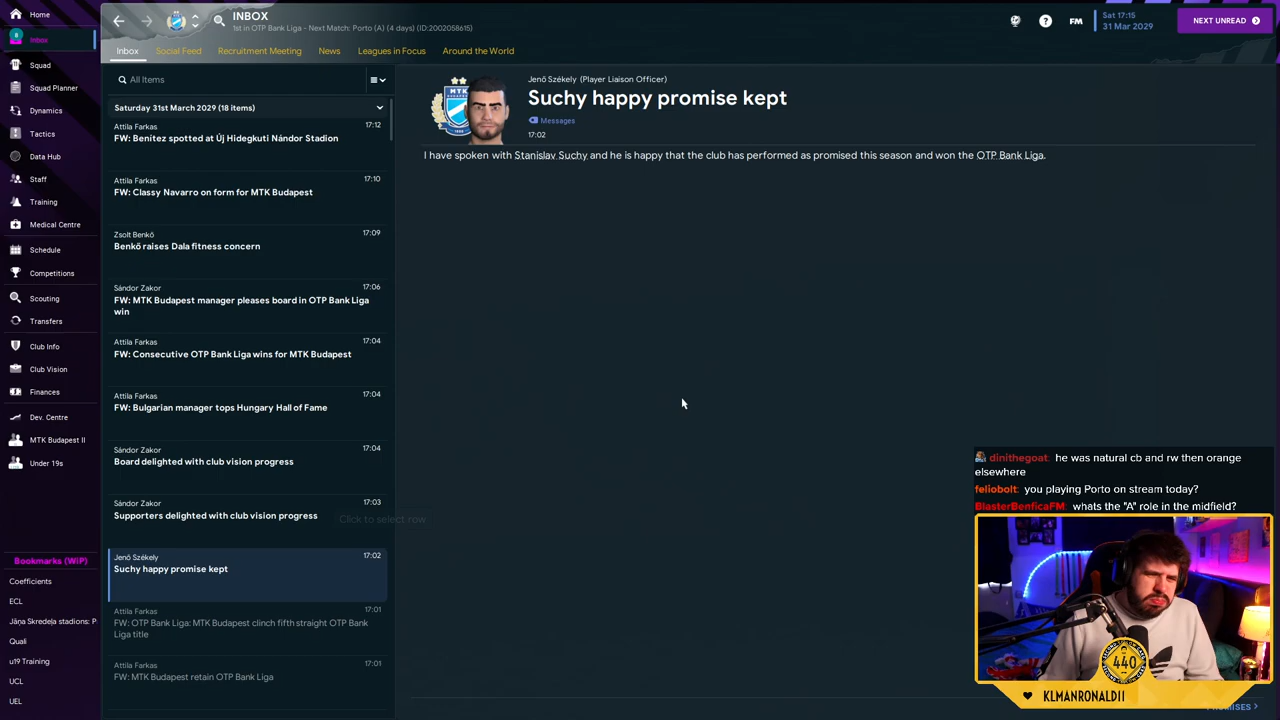 Home
INBOX
1st in OTP Bank Liga - Next Match: Porto (A) (4 days) (ID:2002058615)
FM
Sat 17:15
31 Mar 2029
NEXT UNREAD
8
Inbox
Inbox
Social Feed
Recruitment Meeting
News
Leagues in Focus
Around the World
Squad
Squad Planner
Dynamics
Tactics
Data Hub
Staff
Training
Medical Centre
Schedule
Competitions
Scouting
Transfers
Club Info
Club Vision
Finances
Dev. Centre
MTK Budapest II
Under 19s
Bookmarks (WiP)
Coefficients
ECL
Jāņa Skredeļa stadions: P
Quali
u19 Training
UCL
UEL
All Items
Saturday 31st March 2029 (18 items)
Attila Farkas
17:12
FW: Benítez spotted at Új Hidegkuti Nándor Stadion
Attila Farkas
17:10
FW: Classy Navarro on form for MTK Budapest
Zsolt Benkő
17:09
Benkő raises Dala fitness concern
Sándor Zakor
17:06
FW: MTK Budapest manager pleases board in OTP Bank Liga
win
Attila Farkas
17:04
FW: Consecutive OTP Bank Liga wins for MTK Budapest
Attila Farkas
17:04
FW: Bulgarian manager tops Hungary Hall of Fame
Sándor Zakor
17:04
Board delighted with club vision progress
Sándor Zakor
17:03
Supporters delighted with club vision progress
Click to select row
Jenő Székely
17:02
Suchy happy promise kept
Attila Farkas
17:01
FW: OTP Bank Liga: MTK Budapest clinch fifth straight OTP Bank
Liga title
Attila Farkas
17:01
FW: MTK Budapest retain OTP Bank Liga
MTK
Jenő Székely (Player Liaison Officer)
Suchy happy promise kept
Messages
17:02
I have spoken with Stanislav Suchy and he is happy that the club has performed as promised this season and won the OTP Bank Liga.
dinithegoat: he was natural cb and rw then orange
elsewhere
feliobolt: you playing Porto on stream today?
BlasterBenficaFM: whats the "A" role in the midfield?
440
KLMANRONALDII
PROMISES